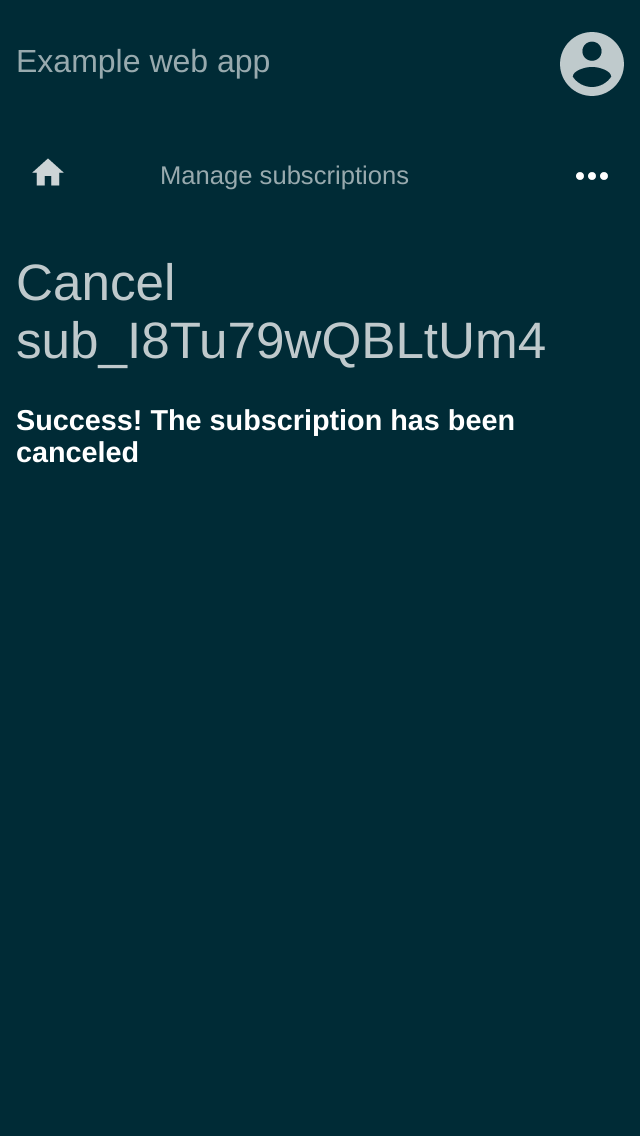 Example web app
Manage subscriptions
Cancel
sub_I8Tu79wQBLtUm4
Success! The subscription has been
canceled